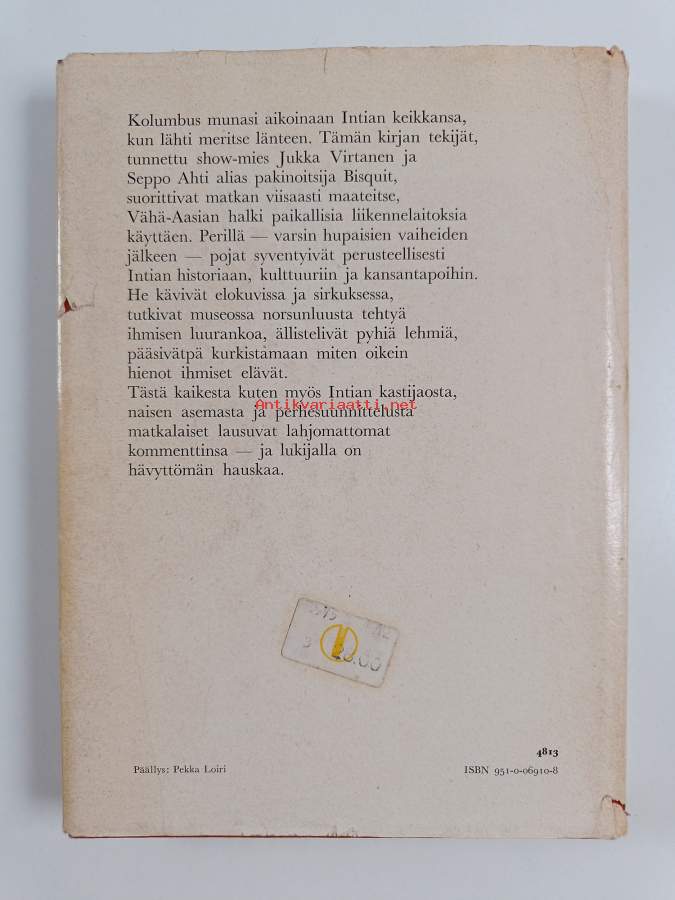 Kolumbus munasi aikoinaan Intian keikkansa,
kun lähti meritse länteen. Tämän kirjan tekijät,
tunnettu show-mies Jukka Virtanen ja
Seppo Ahti alias pakinoitsija Bisquit,
suorittivat matkan viisaasti maateitse,
Vähä-Aasian halki paikallisia liikennelaitoksia
käyttäen. Perillä — varsin hupaisien vaiheiden
jälkeen — pojat syventyivät perusteellisesti
Intian historiaan, kulttuuriin ja kansantapoihin.
He kävivät elokuvissa ja sirkuksessa,
tutkivat museossa norsunluusta tehtyä
ihmisen luurankoa, ällistelivät pyhiä lehmiä,
pääsivätpä kurkistamaan miten oikein
hienot ihmiset elävät.
Tästä kaikesta kuten myös Intian kastijaosta,
Antikvariaatti.net
naisen asemasta ja perhesuunnittelusta
matkalaiset lausuvat lahjomattomat
kommenttinsa — ja lukijalla on
hävyttömän hauskaa.
4813
Päällys: Pekka Loiri
ISBN 951-0-06910-8